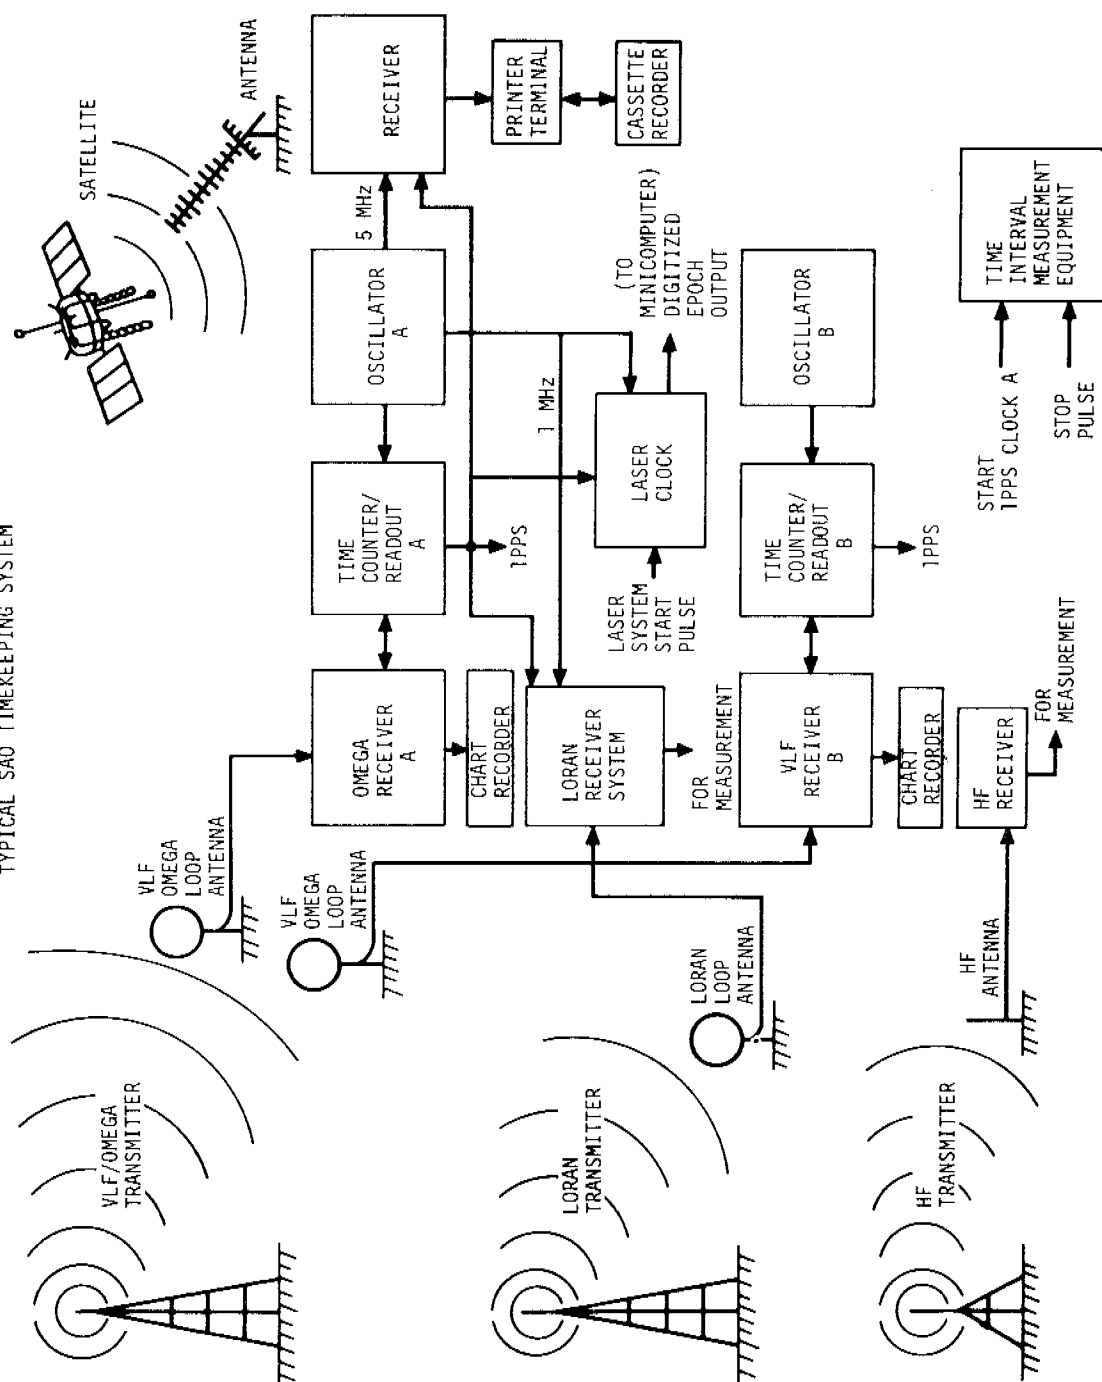 TYPICAL SAO TIMEKEEPING SYSTEM
VLF/OMEGA
TRANSMITTER
VLF
OMEGA
LOOP
ANTENNA
VLF
OMEGA
LOOP
ANTENNA
SATELLITE
ANTENNA
OMEGA
RECEIVER
A
TIME
COUNTER/
READOUT
A
OSCILLATOR
A
5 MHz
RECEIVER
CHART
RECORDER
1PPS
PRINTER
TERMINAL
1 MHz
CASSETTE
RECORDER
LORAN
TRANSMITTER
LORAN
LOOP
ANTENNA
LORAN
RECEIVER
SYSTEM
FOR
MEASUREMENT
LASER
SYSTEM
START
PULSE
LASER
CLOCK
(TO
MINICOMPUTER)
DIGITIZED
EPOCH
OUTPUT
VLF
RECEIVER
B
TIME
COUNTER/
READOUT
B
OSCILLATOR
B
CHART
RECORDER
1PPS
HF
TRANSMITTER
HF
ANTENNA
HF
RECEIVER
FOR
MEASUREMENT
START
1PPS CLOCK A
STOP
PULSE
TIME
INTERVAL
MEASUREMENT
EQUIPMENT